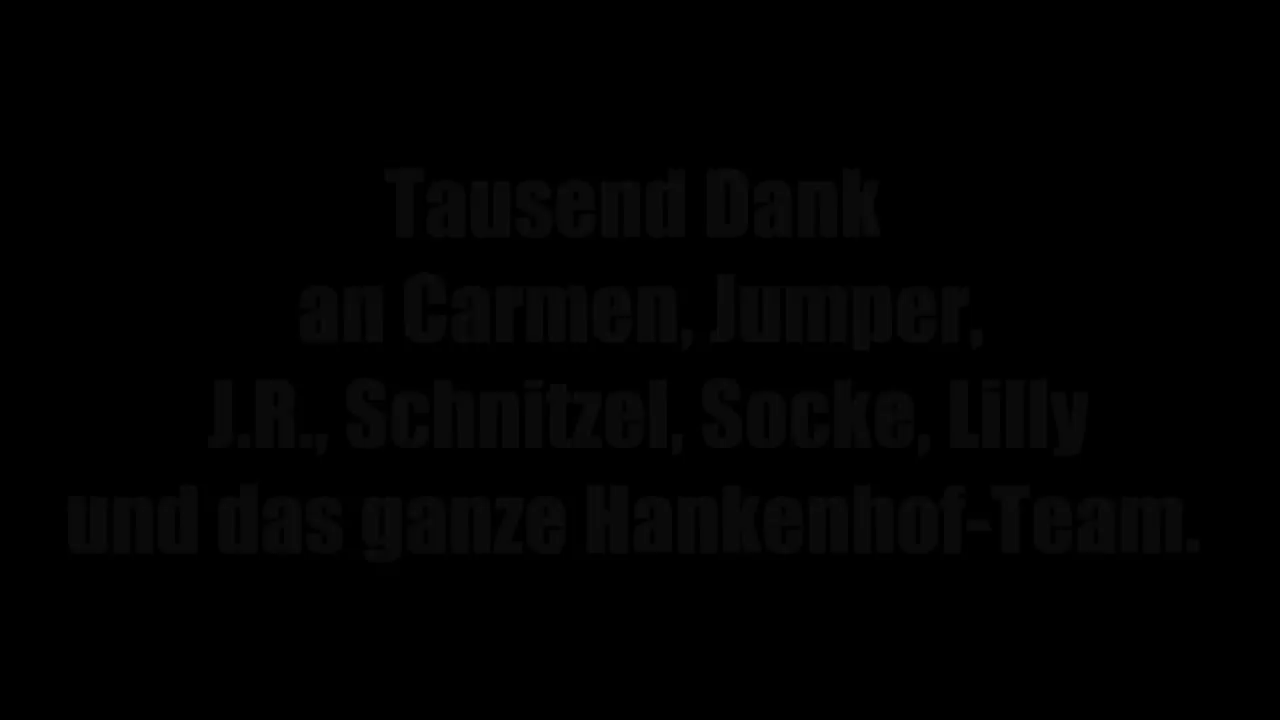 Tausend Dank
an Carmen, Jumper,
J.R., Schnitzel, Socke, Lilly
und das ganze Hankenhof-Team.